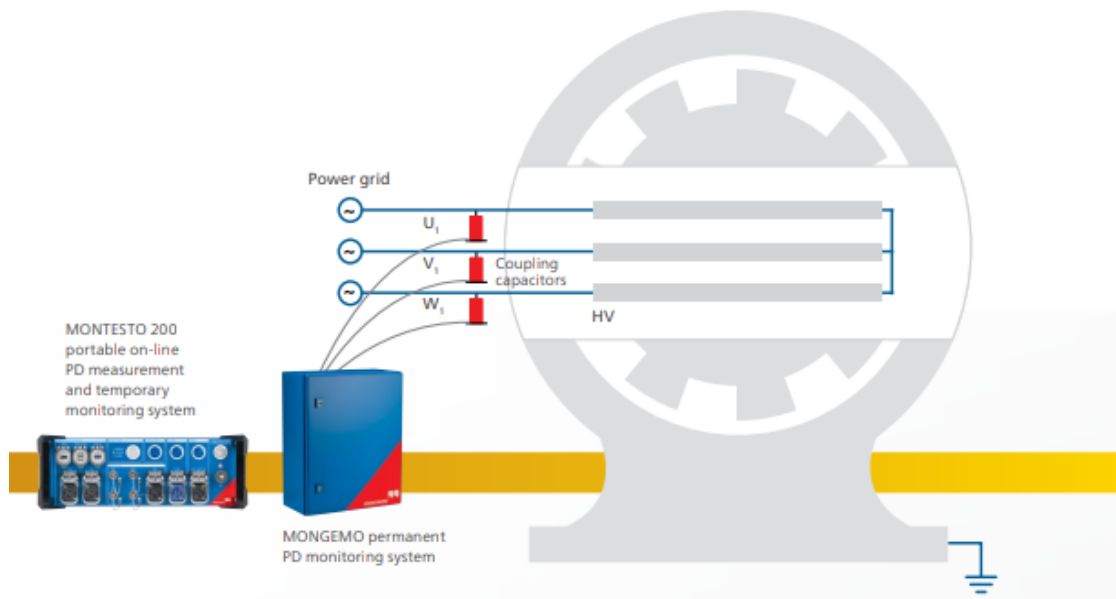 Power grid
~
U1
~
V1
Coupling
capacitors
~
W1
HV
MONTESTO 200
portable on-line
PD measurement
and temporary
monitoring system
MONGEMO permanent
PD monitoring system